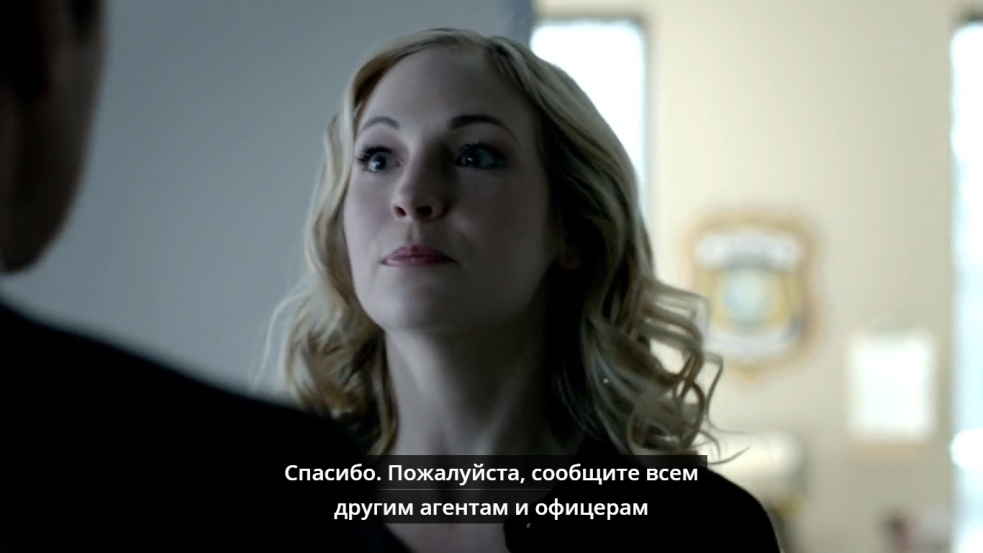 Спасибо. Пожалуйста, сообщите всем
другим агентам и офицерам